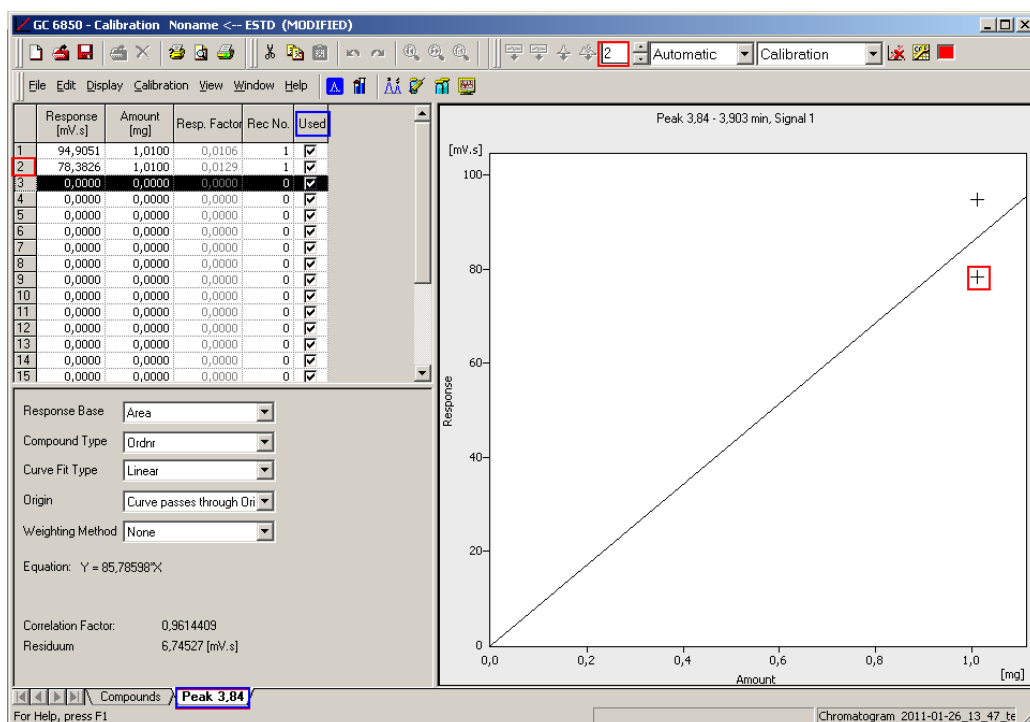 GC 6850 - Calibration Noname <-- ESTD (MODIFIED)
2 Automatic Calibration
File Edit Display Calibration View Window Help
Response [mV.s] Amount [mg] Resp. Factor Rec No. Used
1 94,9051 1,0100 0,0106 1
2 78,3826 1,0100 0,0129 1
3 0,0000 0,0000 0,0000 0
4 0,0000 0,0000 0,0000 0
5 0,0000 0,0000 0,0000 0
6 0,0000 0,0000 0,0000 0
7 0,0000 0,0000 0,0000 0
8 0,0000 0,0000 0,0000 0
9 0,0000 0,0000 0,0000 0
10 0,0000 0,0000 0,0000 0
11 0,0000 0,0000 0,0000 0
12 0,0000 0,0000 0,0000 0
13 0,0000 0,0000 0,0000 0
14 0,0000 0,0000 0,0000 0
15 0,0000 0,0000 0,0000 0
Response Base Area
Compound Type Ordnr
Curve Fit Type Linear
Origin Curve passes through Ori
Weighting Method None
Equation: Y = 85,78598*X
Correlation Factor: 0,9614409
Residuum 6,74527 [mV.s]
Peak 3,84 - 3,903 min, Signal 1
[mV.s]
100
80
60
40
20
0
Response
0,0 0,2 0,4 0,6 0,8 1,0
Amount
[mg]
Compounds Peak 3,84
For Help, press F1
Chromatogram 2011-01-26_13_47_te